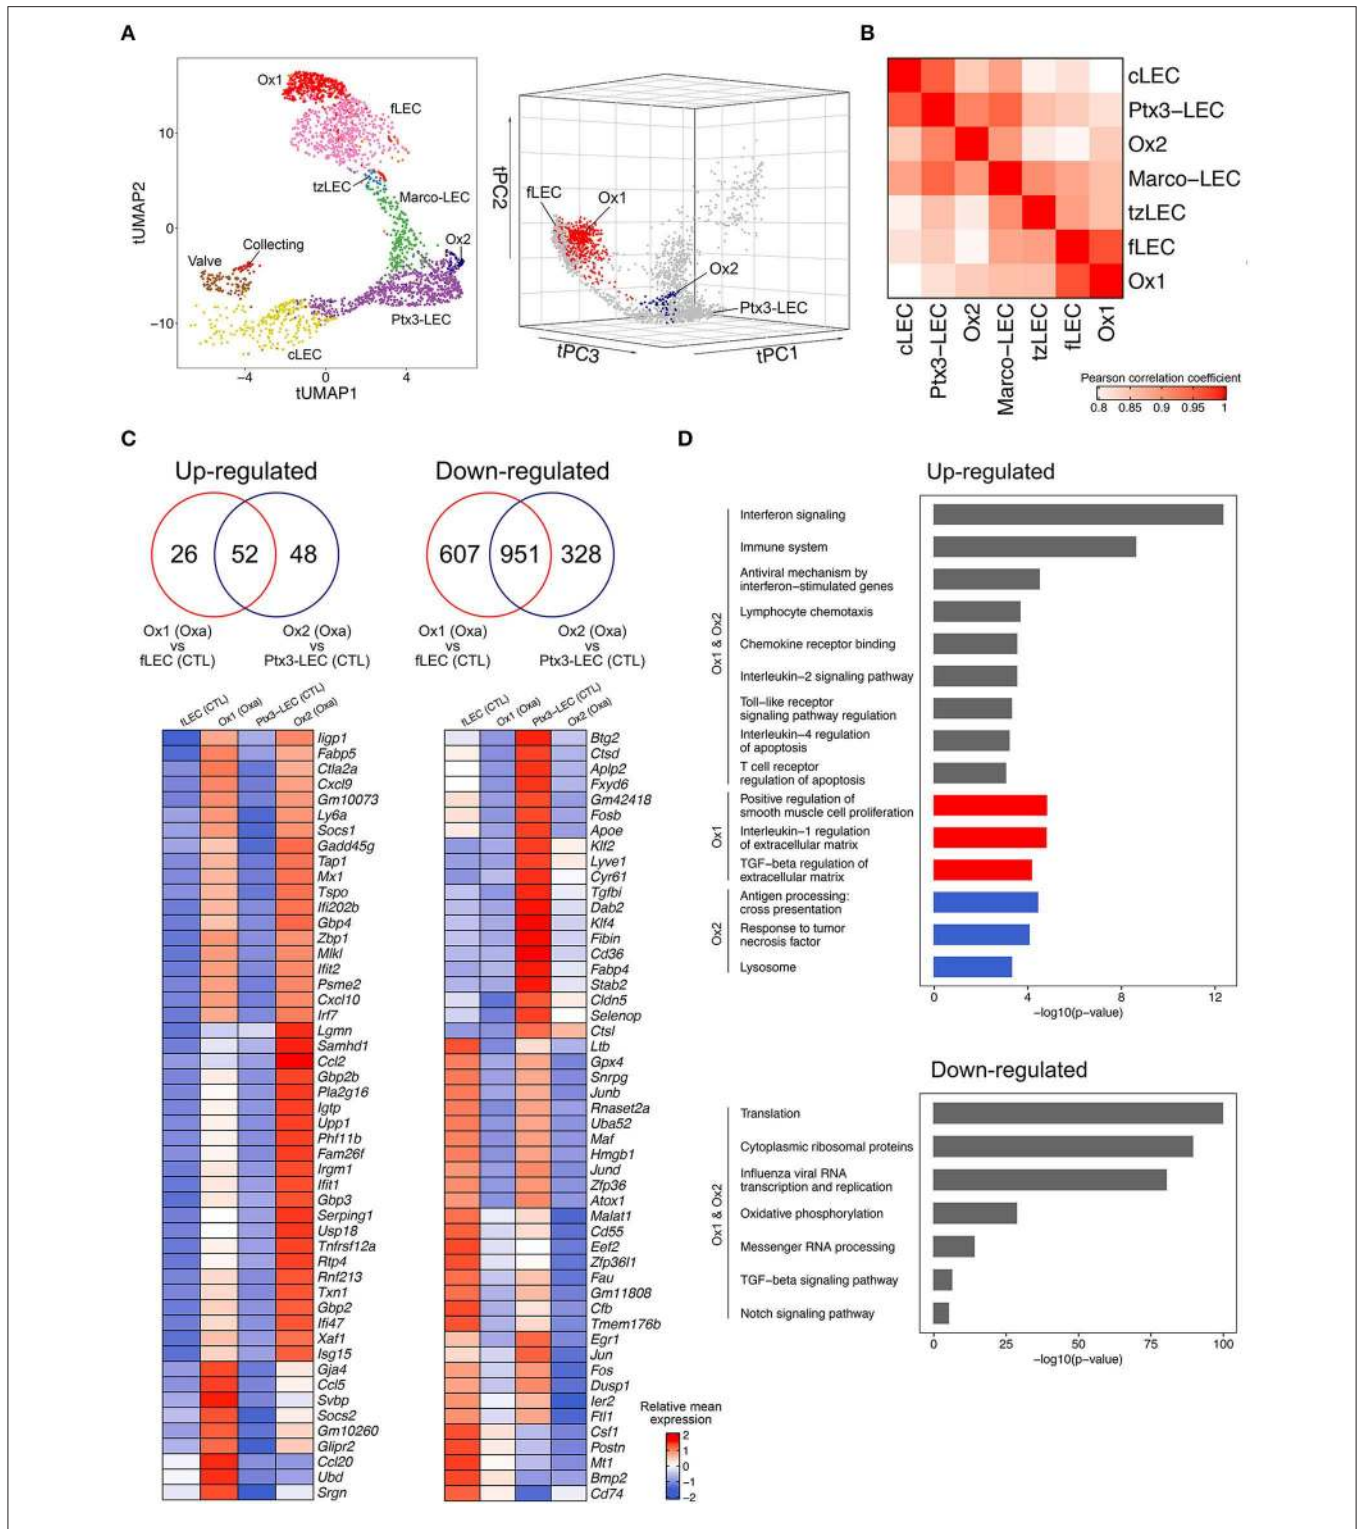 A
Ox1
fLEC
tzLEC
Marco-LEC
Collecting
Ox2
Valve
Ptx3-LEC
cLEC
10
0
−10
−4
0
4
tUMAP1
tUMAP2
tPC2
fLEC
Ox1
Ox2
Ptx3-LEC
tPC3
tPC1
B
cLEC
Ptx3−LEC
Ox2
Marco−LEC
tzLEC
fLEC
Ox1
cLEC
Ptx3−LEC
Ox2
Marco−LEC
tzLEC
fLEC
Ox1
Pearson correlation coefficient
0.8 0.85 0.9 0.95 1
C
Up-regulated
26 52 48
Ox1 (Oxa)
vs
fLEC (CTL)
Ox2 (Oxa)
vs
Ptx3-LEC (CTL)
Down-regulated
607 951 328
Ox1 (Oxa)
vs
fLEC (CTL)
Ox2 (Oxa)
vs
Ptx3-LEC (CTL)
fLEC (CTL)
Ox1 (Oxa)
Ptx3−LEC (CTL)
Ox2 (Oxa)
Iigp1
Fabp5
Ctla2a
Cxcl9
Gm10073
Ly6a
Socs1
Gadd45g
Tap1
Mx1
Tspo
Ifi202b
Gbp4
Zbp1
Mlkl
Ifit2
Psme2
Cxcl10
Irf7
Lgmn
Samhd1
Ccl2
Gbp2b
Pla2g16
Igtp
Upp1
Phf11b
Fam26f
Irgm1
Ifit1
Gbp3
Serping1
Usp18
Tnfrsf12a
Rtp4
Rnf213
Txn1
Gbp2
Ifi47
Xaf1
Isg15
Gja4
Ccl5
Svbp
Socs2
Gm10260
Glipr2
Ccl20
Ubd
Srgn
fLEC (CTL)
Ox1 (Oxa)
Ptx3−LEC (CTL)
Ox2 (Oxa)
Btg2
Ctsd
Aplp2
Fxyd6
Gm42418
Fosb
Apoe
Klf2
Lyve1
Cyr61
Tgfbi
Dab2
Klf4
Fibin
Cd36
Fabp4
Stab2
Cldn5
Selenop
Ctsl
Ltb
Gpx4
Snrpg
Junb
Rnaset2a
Uba52
Maf
Hmgb1
Jund
Zfp36
Atox1
Malat1
Cd55
Eef2
Zfp36l1
Fau
Gm11808
Cfb
Tmem176b
Egr1
Jun
Fos
Dusp1
Ier2
Ftl1
Csf1
Postn
Mt1
Bmp2
Cd74
Relative mean
expression
2
1
0
−1
−2
D
Up-regulated
Ox1 & Ox2
Interferon signaling
Immune system
Antiviral mechanism by
interferon−stimulated genes
Lymphocyte chemotaxis
Chemokine receptor binding
Interleukin−2 signaling pathway
Toll−like receptor
signaling pathway regulation
Interleukin−4 regulation
of apoptosis
T cell receptor
regulation of apoptosis
Ox1
Positive regulation of
smooth muscle cell proliferation
Interleukin−1 regulation
of extracellular matrix
TGF−beta regulation of
extracellular matrix
Ox2
Antigen processing:
cross presentation
Response to tumor
necrosis factor
Lysosome
0 4 8 12
−log10(p−value)
Down-regulated
Ox1 & Ox2
Translation
Cytoplasmic ribosomal proteins
Influenza viral RNA
transcription and replication
Oxidative phosphorylation
Messenger RNA processing
TGF−beta signaling pathway
Notch signaling pathway
0 25 50 75 100
−log10(p−value)